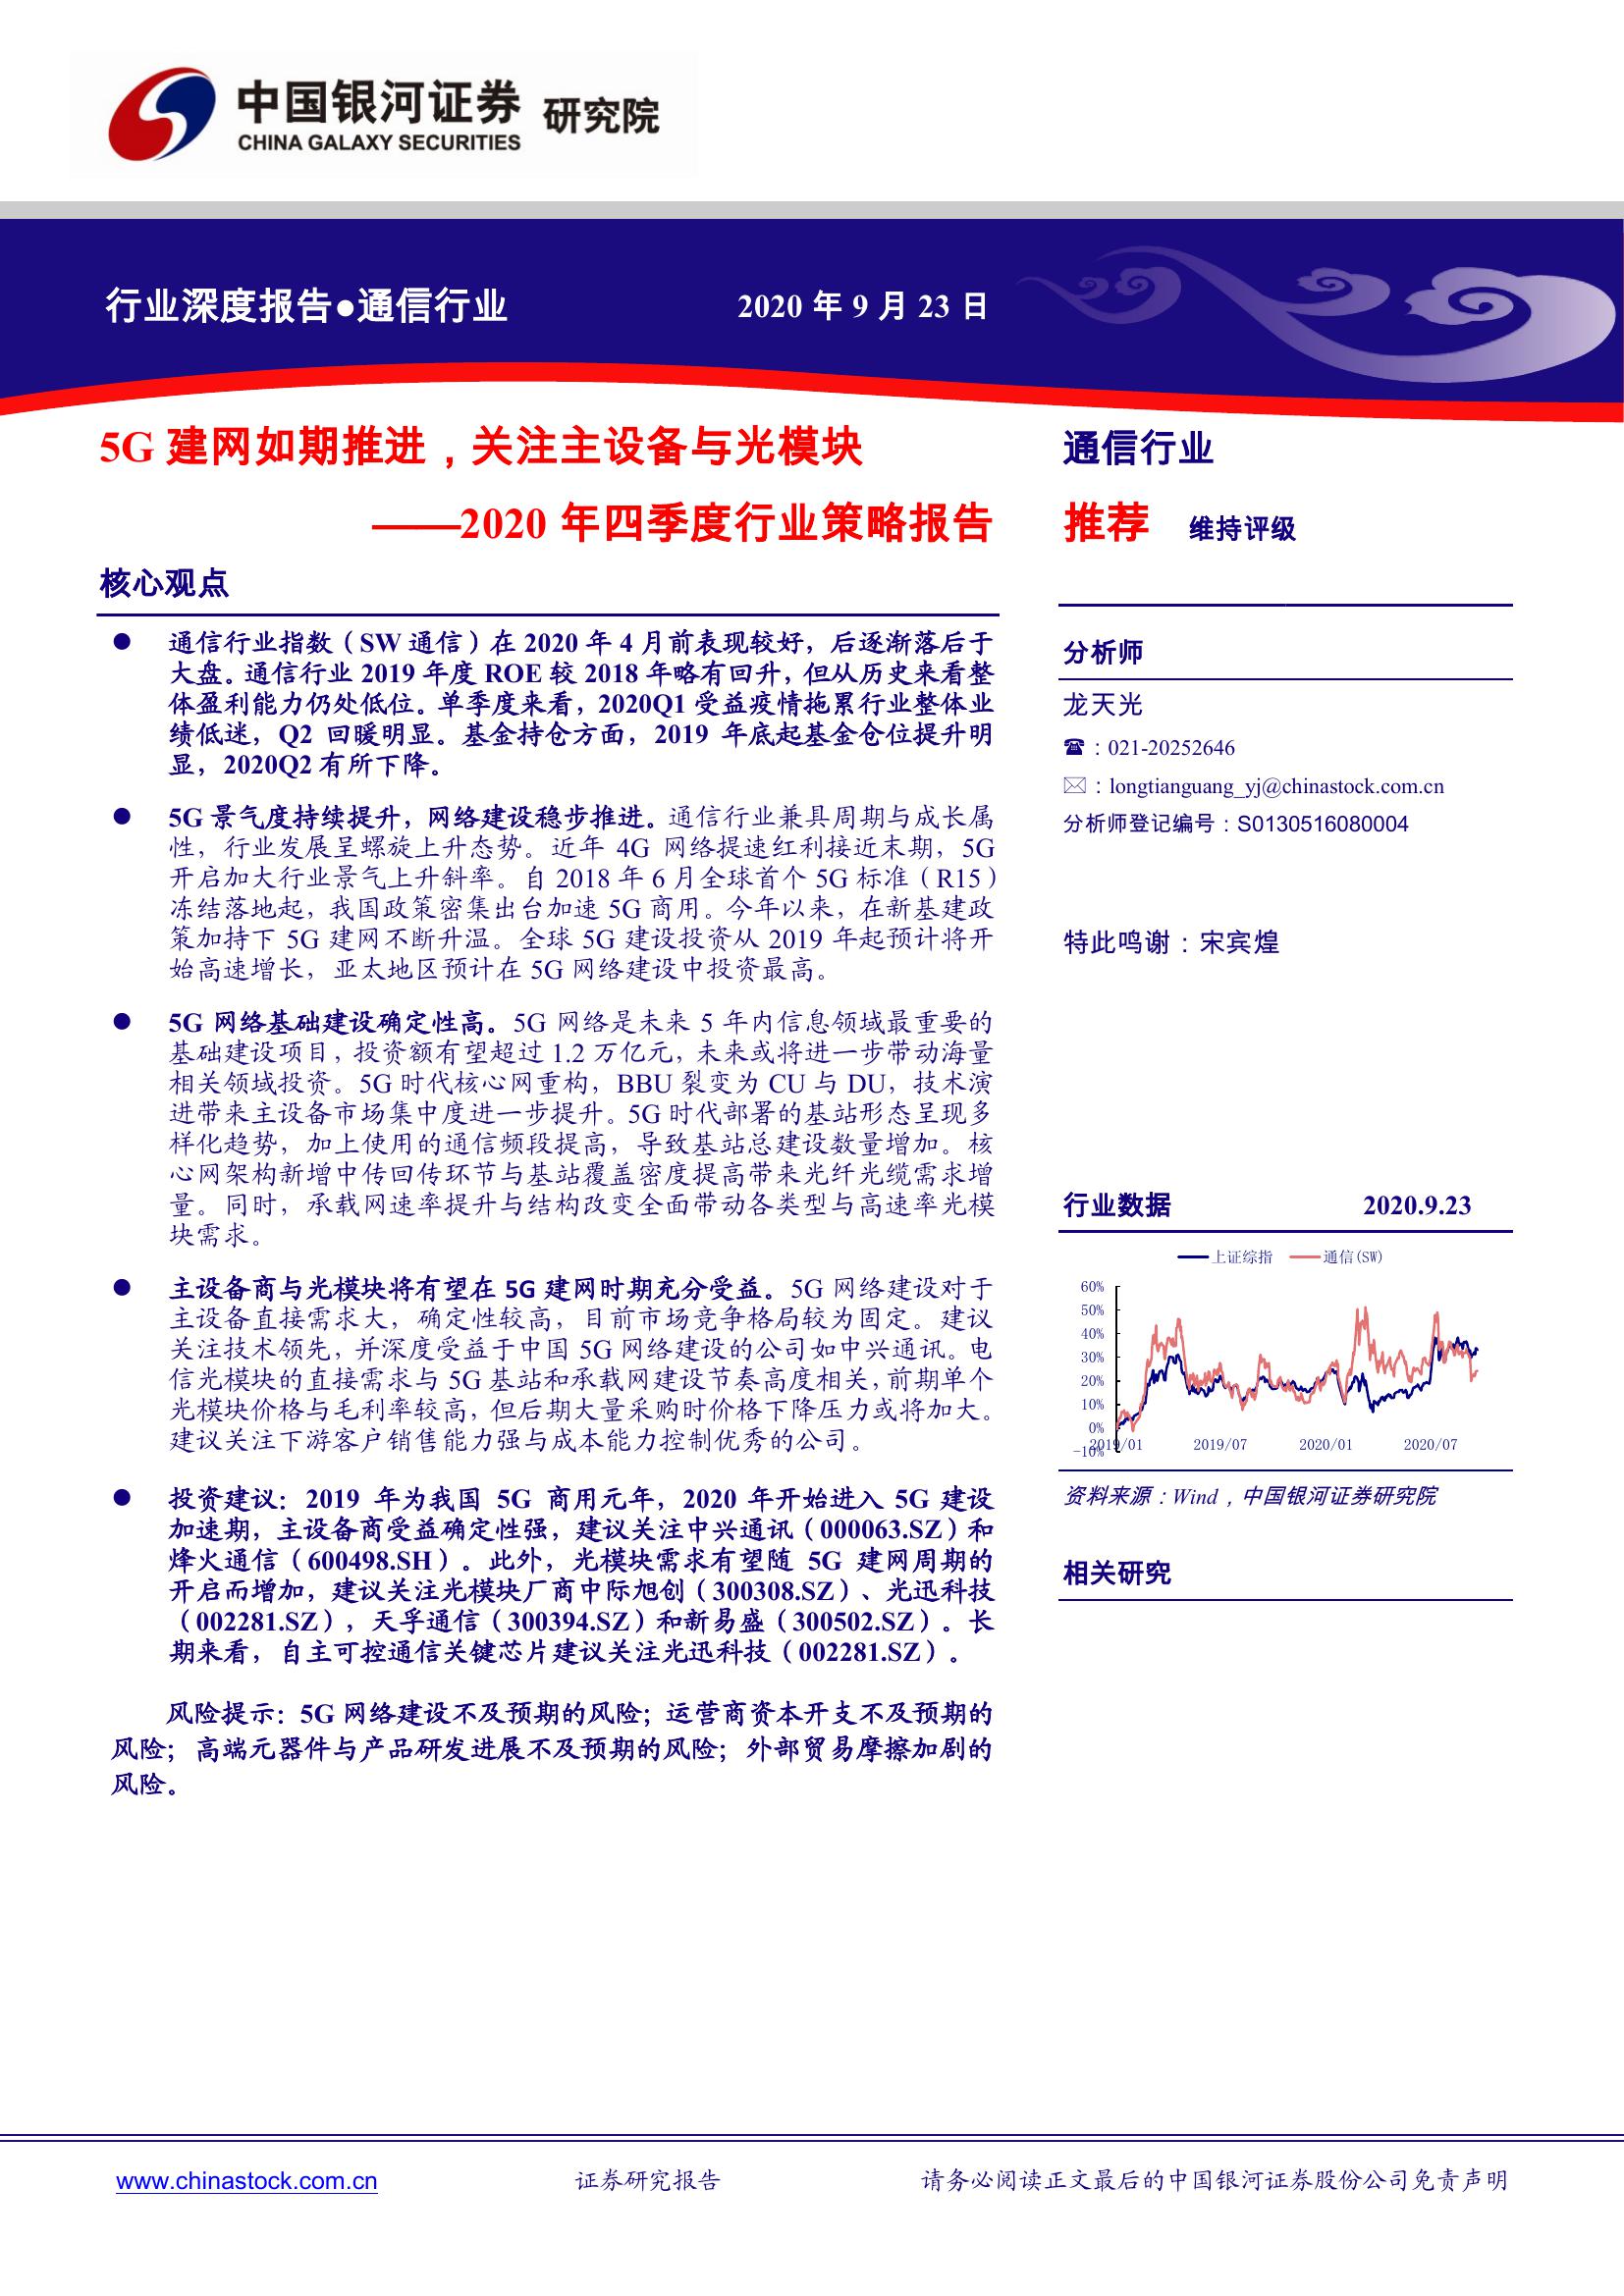 中国银河证券 研究院
CHINA GALAXY SECURITIES
行业深度报告●通信行业
2020 年 9 月 23 日
5G 建网如期推进，关注主设备与光模块
——2020 年四季度行业策略报告
核心观点
● 通信行业指数（SW 通信）在 2020 年 4 月前表现较好，后逐渐落后于
大盘。通信行业 2019 年度 ROE 较 2018 年略有回升，但从历史来看整
体盈利能力仍处低位。单季度来看，2020Q1 受益疫情拖累行业整体业
绩低迷，Q2 回暖明显。基金持仓方面，2019 年底起基金仓位提升明
显，2020Q2 有所下降。
● 5G 景气度持续提升，网络建设稳步推进。通信行业兼具周期与成长属
性，行业发展呈螺旋上升态势。近年 4G 网络提速红利接近末期，5G
开启加大行业景气上升斜率。自 2018 年 6 月全球首个 5G 标准（R15）
冻结落地起，我国政策密集出台加速 5G 商用。今年以来，在新基建政
策加持下 5G 建网不断升温。全球 5G 建设投资从 2019 年起预计将开
始高速增长，亚太地区预计在 5G 网络建设中投资最高。
● 5G 网络基础建设确定性高。5G 网络是未来 5 年内信息领域最重要的
基础建设项目，投资额有望超过 1.2 万亿元，未来或将进一步带动海量
相关领域投资。5G 时代核心网重构，BBU 裂变为 CU 与 DU，技术演
进带来主设备市场集中度进一步提升。5G 时代部署的基站形态呈现多
样化趋势，加上使用的通信频段提高，导致基站总建设数量增加。核
心网架构新增中传回传环节与基站覆盖密度提高带来光纤光缆需求增
量。同时，承载网速率提升与结构改变全面带动各类型与高速率光模
块需求。
● 主设备商与光模块将有望在 5G 建网时期充分受益。5G 网络建设对于
主设备直接需求大，确定性较高，目前市场竞争格局较为固定。建议
关注技术领先，并深度受益于中国 5G 网络建设的公司如中兴通讯。电
信光模块的直接需求与 5G 基站和承载网建设节奏高度相关，前期单个
光模块价格与毛利率较高，但后期大量采购时价格下降压力或将加大。
建议关注下游客户销售能力强与成本能力控制优秀的公司。
● 投资建议：2019 年为我国 5G 商用元年，2020 年开始进入 5G 建设
加速期，主设备商受益确定性强，建议关注中兴通讯（000063.SZ）和
烽火通信（600498.SH）。此外，光模块需求有望随 5G 建网周期的
开启而增加，建议关注光模块厂商中际旭创（300308.SZ）、光迅科技
（002281.SZ），天孚通信（300394.SZ）和新易盛（300502.SZ）。长
期来看，自主可控通信关键芯片建议关注光迅科技（002281.SZ）。
风险提示：5G 网络建设不及预期的风险；运营商资本开支不及预期的
风险；高端元器件与产品研发进展不及预期的风险；外部贸易摩擦加剧的
风险。
通信行业
推荐 维持评级
分析师
龙天光
☎：021-20252646
✉：longtianguang_yj@chinastock.com.cn
分析师登记编号：S0130516080004
特此鸣谢：宋宾煌
行业数据 2020.9.23
上证综指 通信(SW)
60%
50%
40%
30%
20%
10%
0%
-10%
2019/01 2019/07 2020/01 2020/07
资料来源：Wind，中国银河证券研究院
相关研究
www.chinastock.com.cn 证券研究报告 请务必阅读正文最后的中国银河证券股份公司免责声明